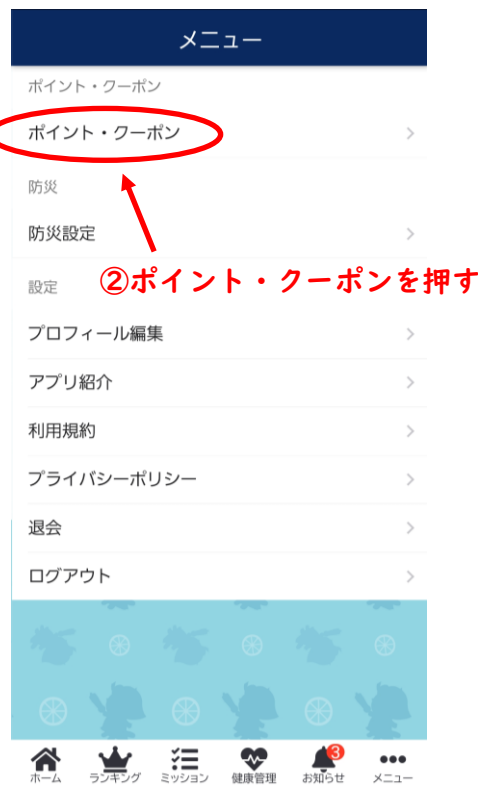 メニュー
ポイント・クーポン
ポイント・クーポン
防災
防災設定
②ポイント・クーポンを押す
設定
プロフィール編集
アプリ紹介
利用規約
プライバシーポリシー
退会
ログアウト
3
ホーム ランキング ミッション 健康管理 お知らせ メニュー